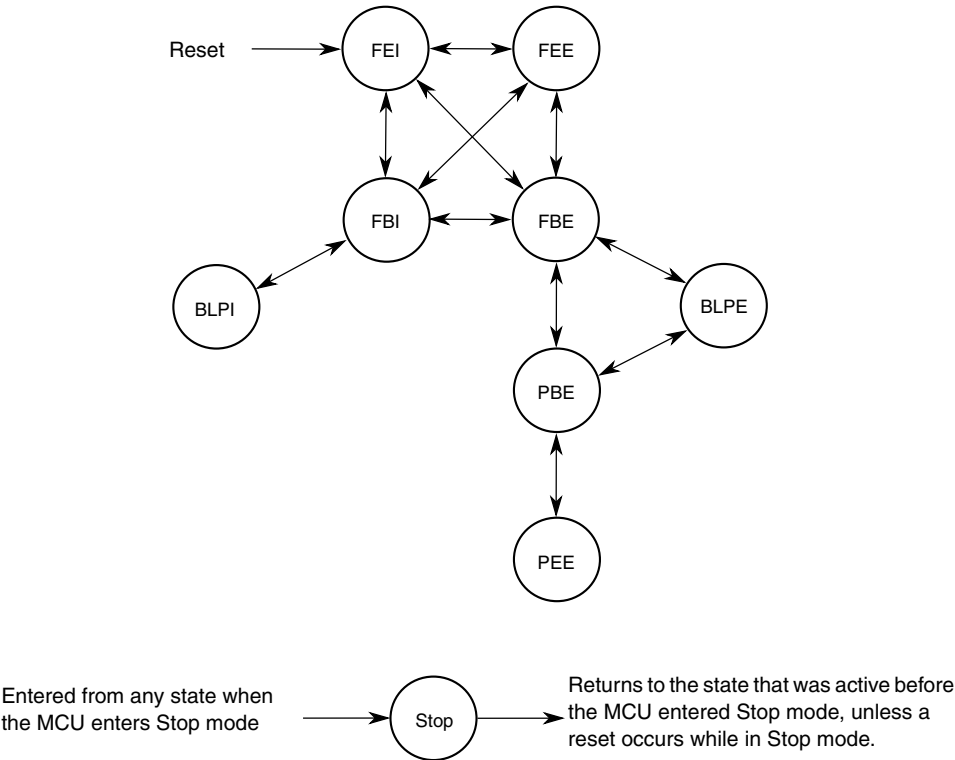 Reset
FEI
FEE
FBI
FBE
BLPI
BLPE
PBE
PEE
Entered from any state when
the MCU enters Stop mode
Stop
Returns to the state that was active before
the MCU entered Stop mode, unless a
reset occurs while in Stop mode.